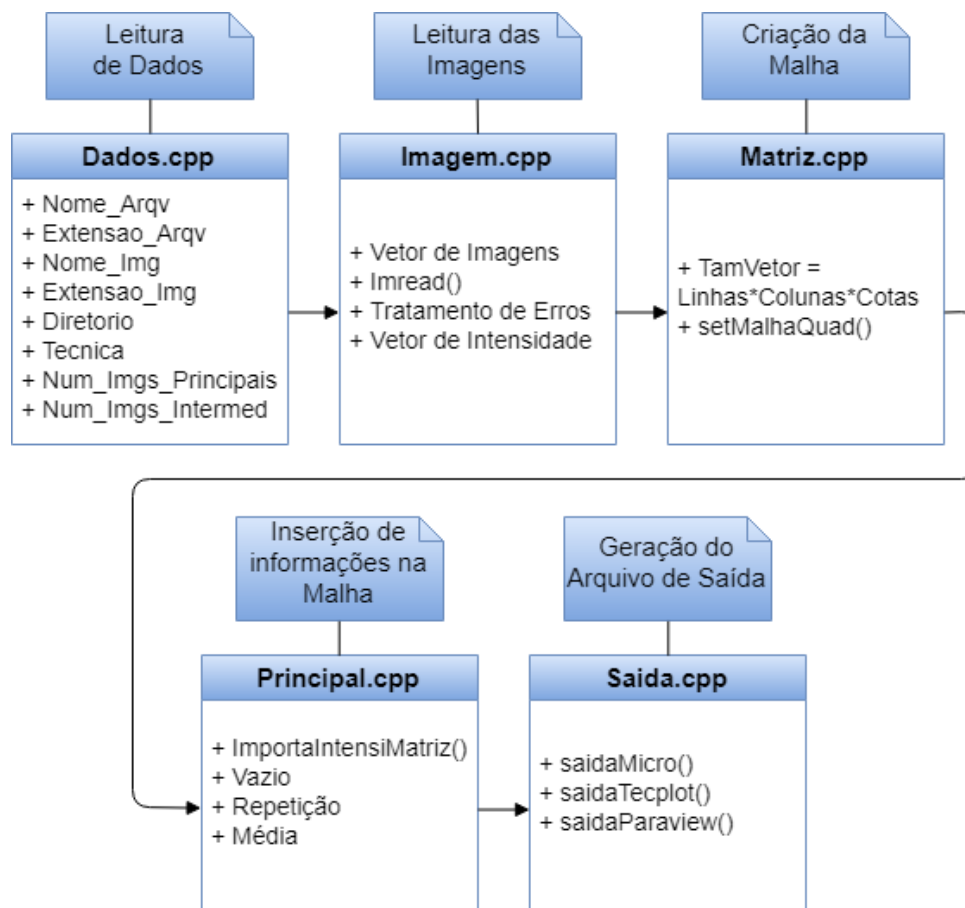 Leitura
de Dados
Leitura das
Imagens
Criação da
Malha
Dados.cpp
+ Nome_Arqv
+ Extensao_Arqv
+ Nome_Img
+ Extensao_Img
+ Diretorio
+ Tecnica
+ Num_Imgs_Principais
+ Num_Imgs_Intermed
Imagem.cpp
+ Vetor de Imagens
+ Imread()
+ Tratamento de Erros
+ Vetor de Intensidade
Matriz.cpp
+ TamVetor =
Linhas*Colunas*Cotas
+ setMalhaQuad()
Inserção de
informações na
Malha
Geração do
Arquivo de Saída
Principal.cpp
+ ImportaIntensiMatriz()
+ Vazio
+ Repetição
+ Média
Saida.cpp
+ saidaMicro()
+ saidaTecplot()
+ saidaParaview()